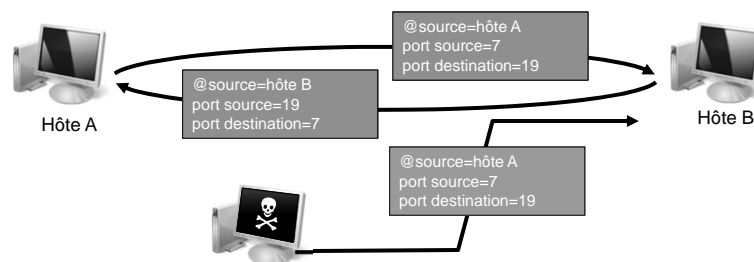 @source=hôte A
port source=7
port destination=19
@source=hôte B
port source=19
port destination=7
Hôte A
Hôte B
@source=hôte A
port source=7
port destination=19